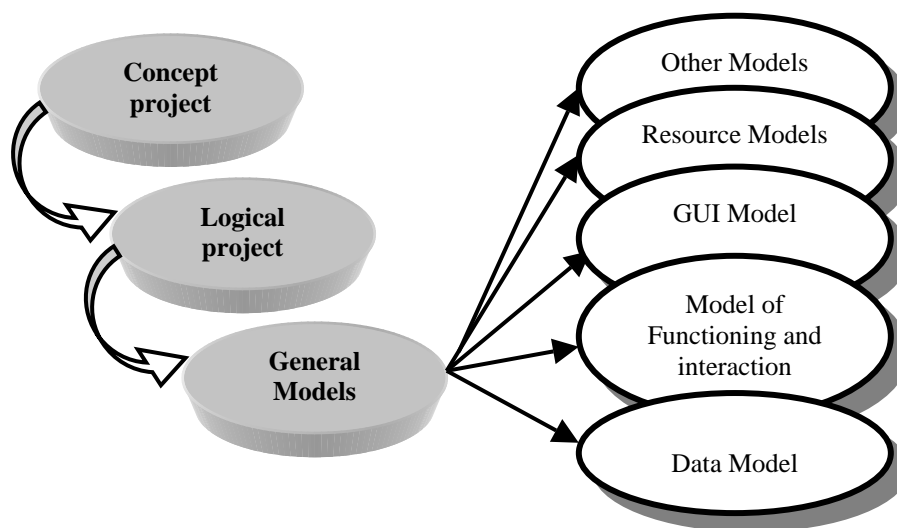 Concept
project
Logical
project
General
Models
Other Models
Resource Models
GUI Model
Model of
Functioning and
interaction
Data Model